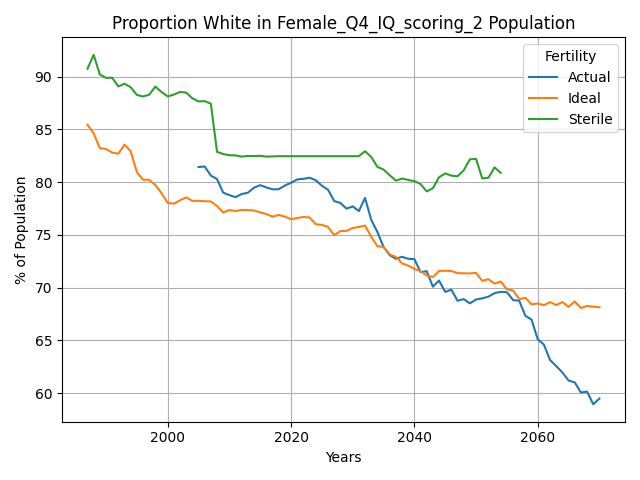 Proportion White in Female_Q4_IQ_scoring_2 Population
Fertility
Actual
Ideal
Sterile
% of Population
90
85
80
75
70
65
60
2000
2020
2040
2060
Years